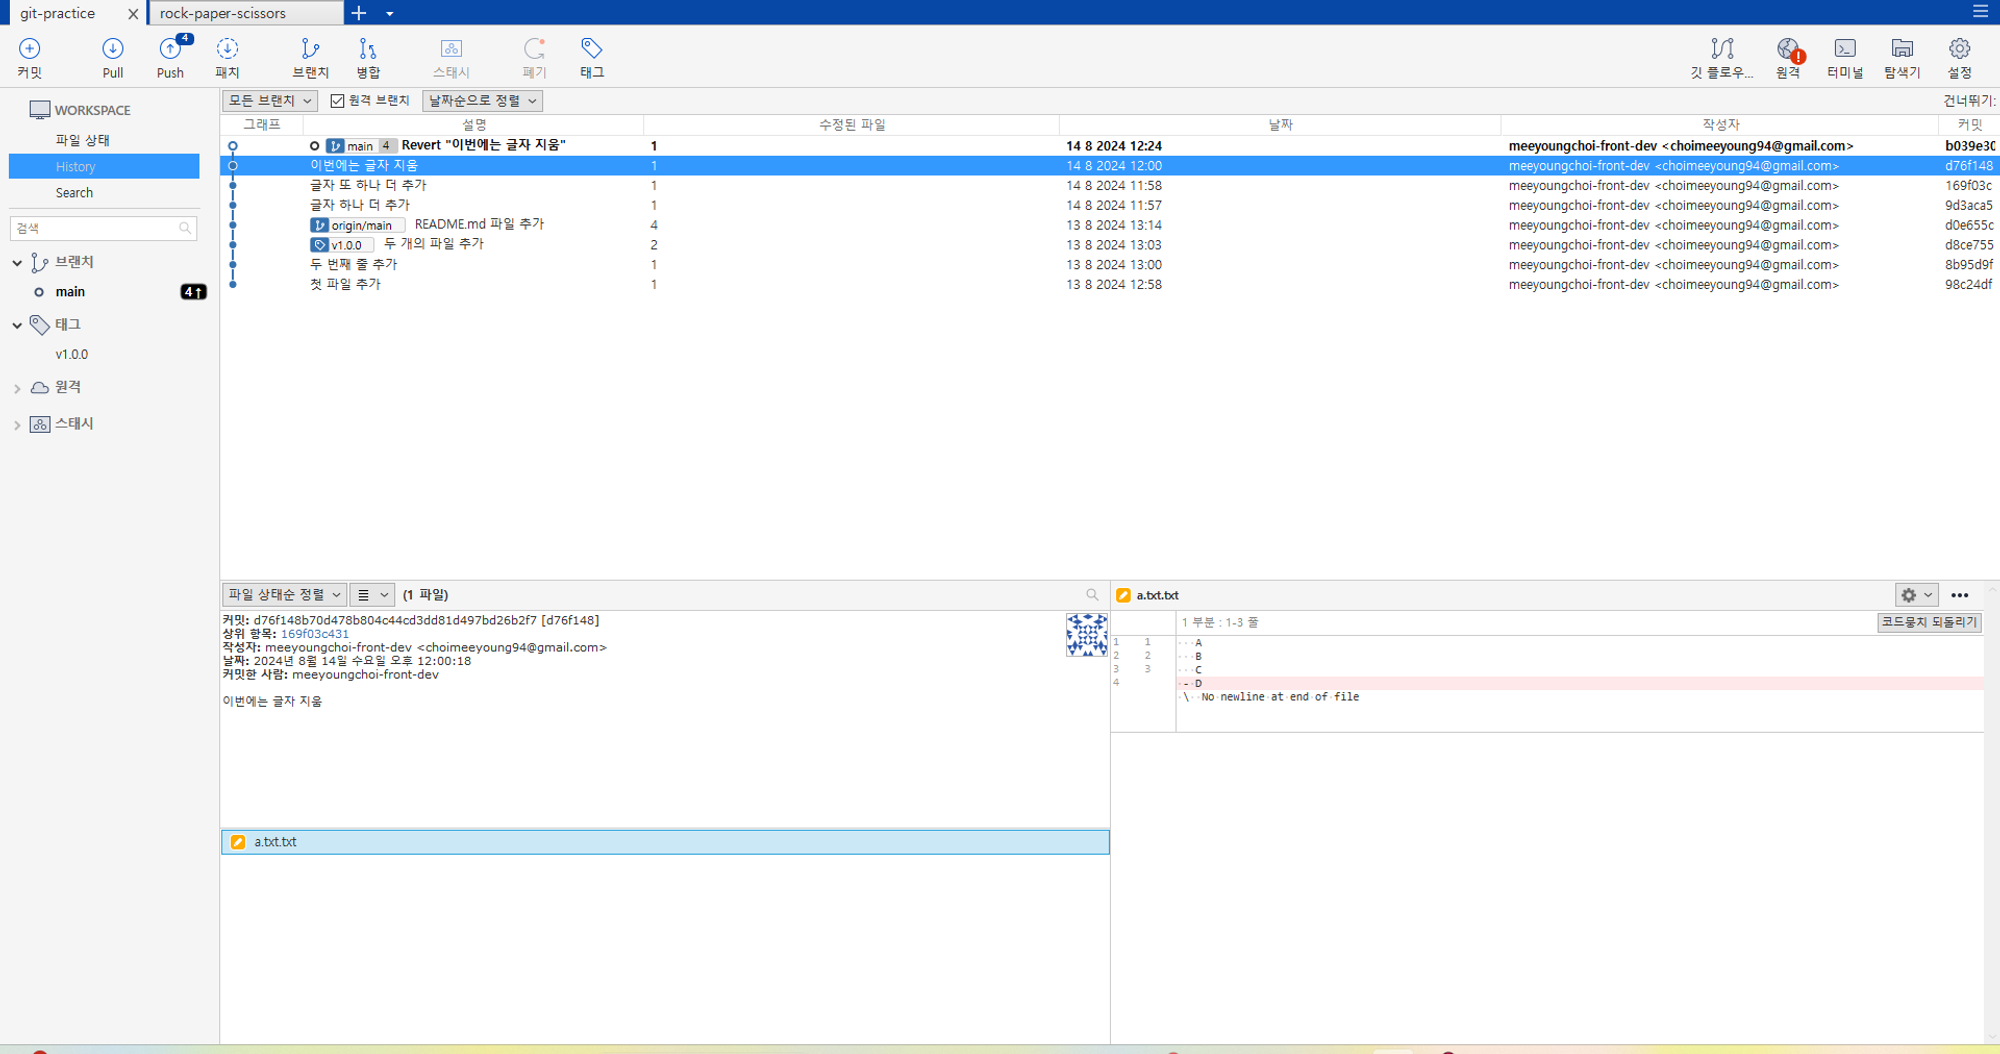 git-practice
rock-paper-scissors
커밋
Pull
4
Push
패치
브랜치
병합
스태시
폐기
태그
깃 플로우...
원격
터미널
탐색기
설정
WORKSPACE
파일 상태
History
Search
검색
브랜치
main 4↑
태그
v1.0.0
원격
스태시
모든 브랜치 원격 브랜치 날짜순으로 정렬 건너뛰기:
그래프 설명 수정된 파일 날짜 작성자 커밋
main 4 Revert "이번에는 글자 지움" 1 14 8 2024 12:24 meeyoungchoi-front-dev <choimeeyoung94@gmail.com> b039e30
이번에는 글자 지움 1 14 8 2024 12:00 meeyoungchoi-front-dev <choimeeyoung94@gmail.com> d76f148
글자 또 하나 더 추가 1 14 8 2024 11:58 meeyoungchoi-front-dev <choimeeyoung94@gmail.com> 169f03c
글자 하나 더 추가 1 14 8 2024 11:57 meeyoungchoi-front-dev <choimeeyoung94@gmail.com> 9d3aca5
origin/main README.md 파일 추가 4 13 8 2024 13:14 meeyoungchoi-front-dev <choimeeyoung94@gmail.com> d0e655c
v1.0.0 두 개의 파일 추가 2 13 8 2024 13:03 meeyoungchoi-front-dev <choimeeyoung94@gmail.com> d8ce755
두 번째 줄 추가 1 13 8 2024 13:00 meeyoungchoi-front-dev <choimeeyoung94@gmail.com> 8b95d9f
첫 파일 추가 1 13 8 2024 12:58 meeyoungchoi-front-dev <choimeeyoung94@gmail.com> 98c24df
파일 상태순 정렬 (1 파일)
커밋: d76f148b70d478b804c44cd3dd81d497bd26b2f7 [d76f148]
상위 항목: 169f03c431
작성자: meeyoungchoi-front-dev <choimeeyoung94@gmail.com>
날짜: 2024년 8월 14일 수요일 오후 12:00:18
커밋한 사람: meeyoungchoi-front-dev
이번에는 글자 지움
a.txt.txt
a.txt.txt
1 부분 : 1-3 줄 코드뭉치 되돌리기
1 1 A
2 2 B
3 3 C
4 - D
\ No newline at end of file